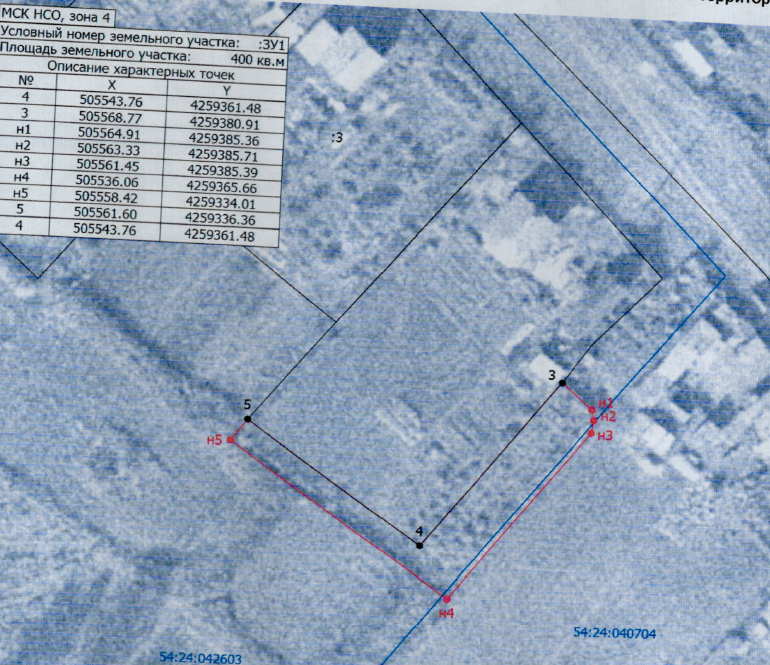 МСК НСО, зона 4
Условный номер земельного участка: :ЗУ1
Площадь земельного участка: 400 кв.м
Описание характерных точек
№ X Y
4 505543.76 4259361.48
3 505568.77 4259380.91
н1 505564.91 4259385.36
н2 505563.33 4259385.71
н3 505561.45 4259385.39
н4 505536.06 4259365.66
н5 505558.42 4259334.01
5 505561.60 4259336.36
4 505543.76 4259361.48
:3
3
н1
н2
н3
5
н5
4
н4
54:24:040704
54:24:042603